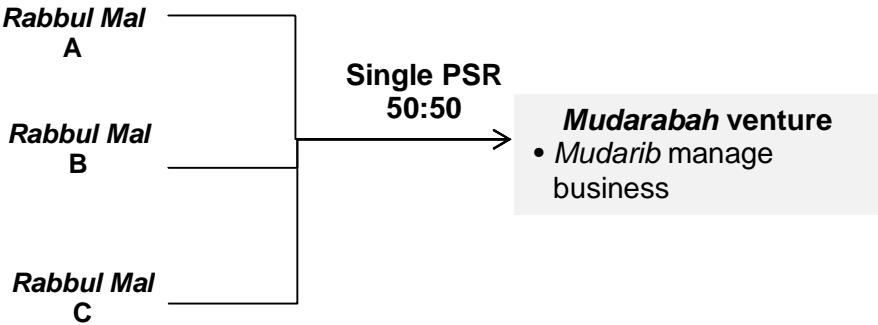 Rabbul Mal
A
Single PSR
50:50
Mudarabah venture
• Mudarib manage
business
Rabbul Mal
B
Rabbul Mal
C